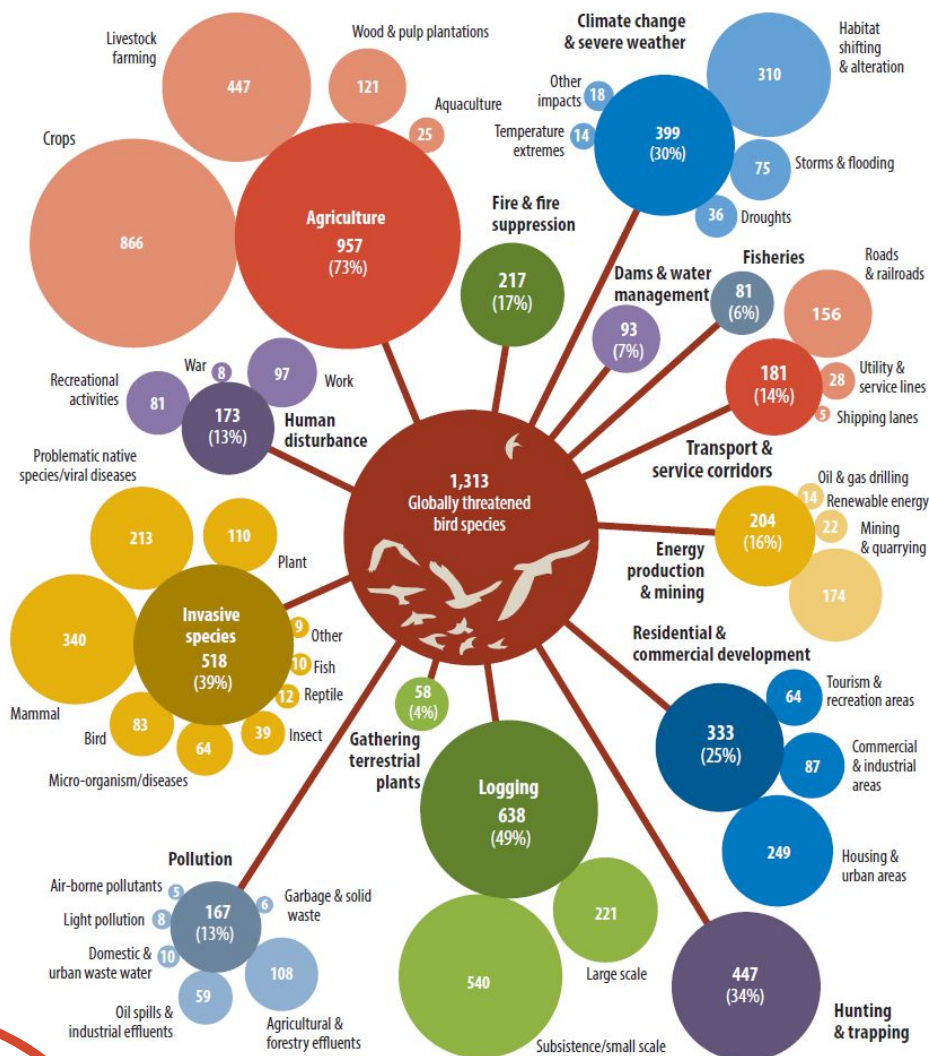 Livestock
farming
447
Wood & pulp plantations
121
Aquaculture
25
Crops
866
Agriculture
957
(73%)
Climate change
& severe weather
399
(30%)
Other
impacts
18
Temperature
extremes
14
Habitat
shifting
& alteration
310
75
Storms & flooding
36
Droughts
Fire & fire
suppression
217
(17%)
Dams & water
management
93
(7%)
Fisheries
81
(6%)
Roads
& railroads
156
181
(14%)
Utility &
service lines
28
5
Shipping lanes
Transport &
service corridors
War
8
97
Work
Recreational
activities
81
173
(13%)
Human
disturbance
1,313
Globally threatened
bird species
Oil & gas drilling
14
Renewable energy
22
Mining
& quarrying
174
204
(16%)
Energy
production
& mining
Problematic native
species/viral diseases
213
110
Plant
Invasive
species
518
(39%)
340
Mammal
9
Other
10
Fish
12
Reptile
39
Insect
83
Bird
64
Micro-organism/diseases
58
(4%)
Gathering
terrestrial
plants
Residential &
commercial development
333
(25%)
64
Tourism &
recreation areas
87
Commercial
& industrial
areas
249
Housing &
urban areas
Logging
638
(49%)
221
Large scale
540
Subsistence/small scale
Pollution
167
(13%)
Air-borne pollutants
5
Light pollution
8
Domestic &
urban waste water
10
Oil spills &
industrial effluents
59
6
Garbage & solid
waste
108
Agricultural &
forestry effluents
447
(34%)
Hunting
& trapping